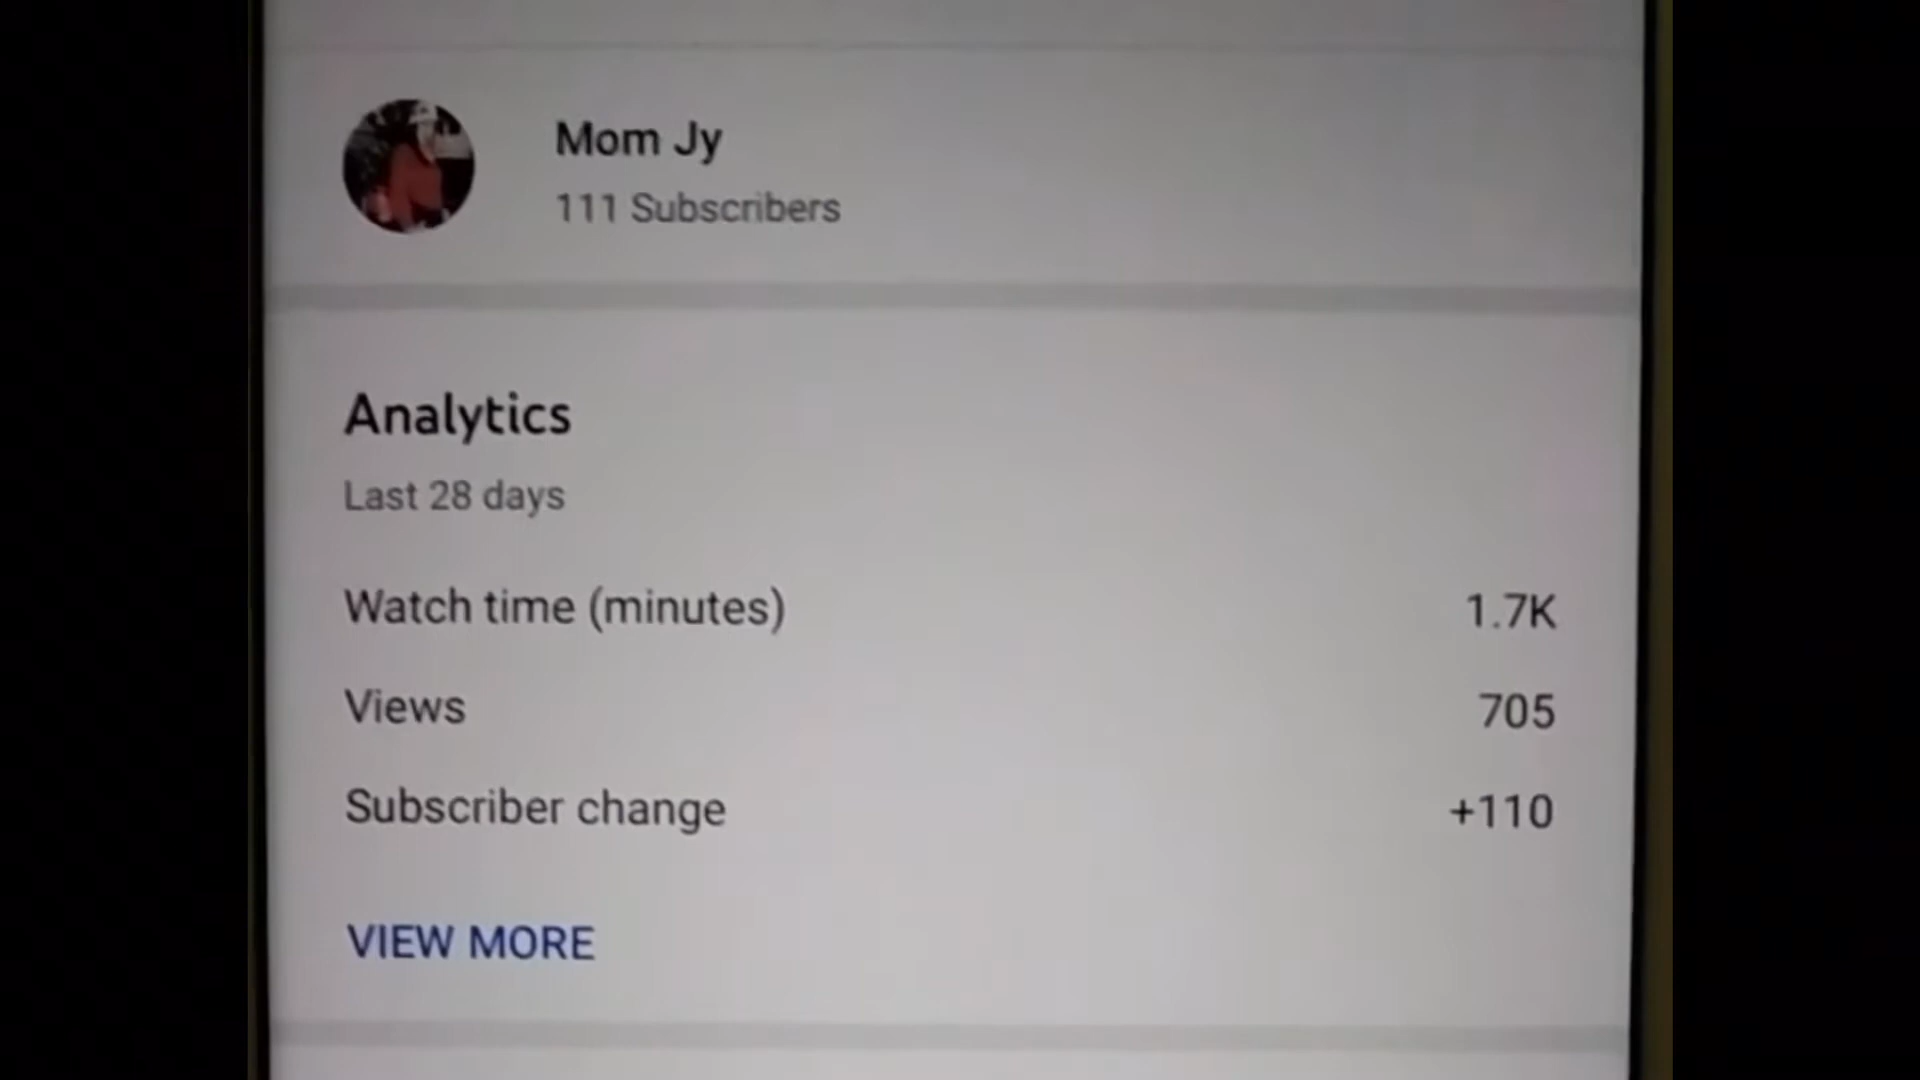 Mom Jy
111 Subscribers
Analytics
Last 28 days
Watch time (minutes) 1.7K
Views 705
Subscriber change +110
VIEW MORE